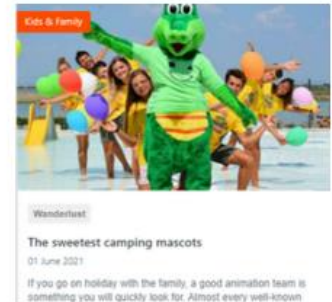 Kids & Family
Wanderlust
The sweetest camping mascots
01 June 2021
If you go on holiday with the family, a good animation team is
something you will quickly look for. Almost every well-known